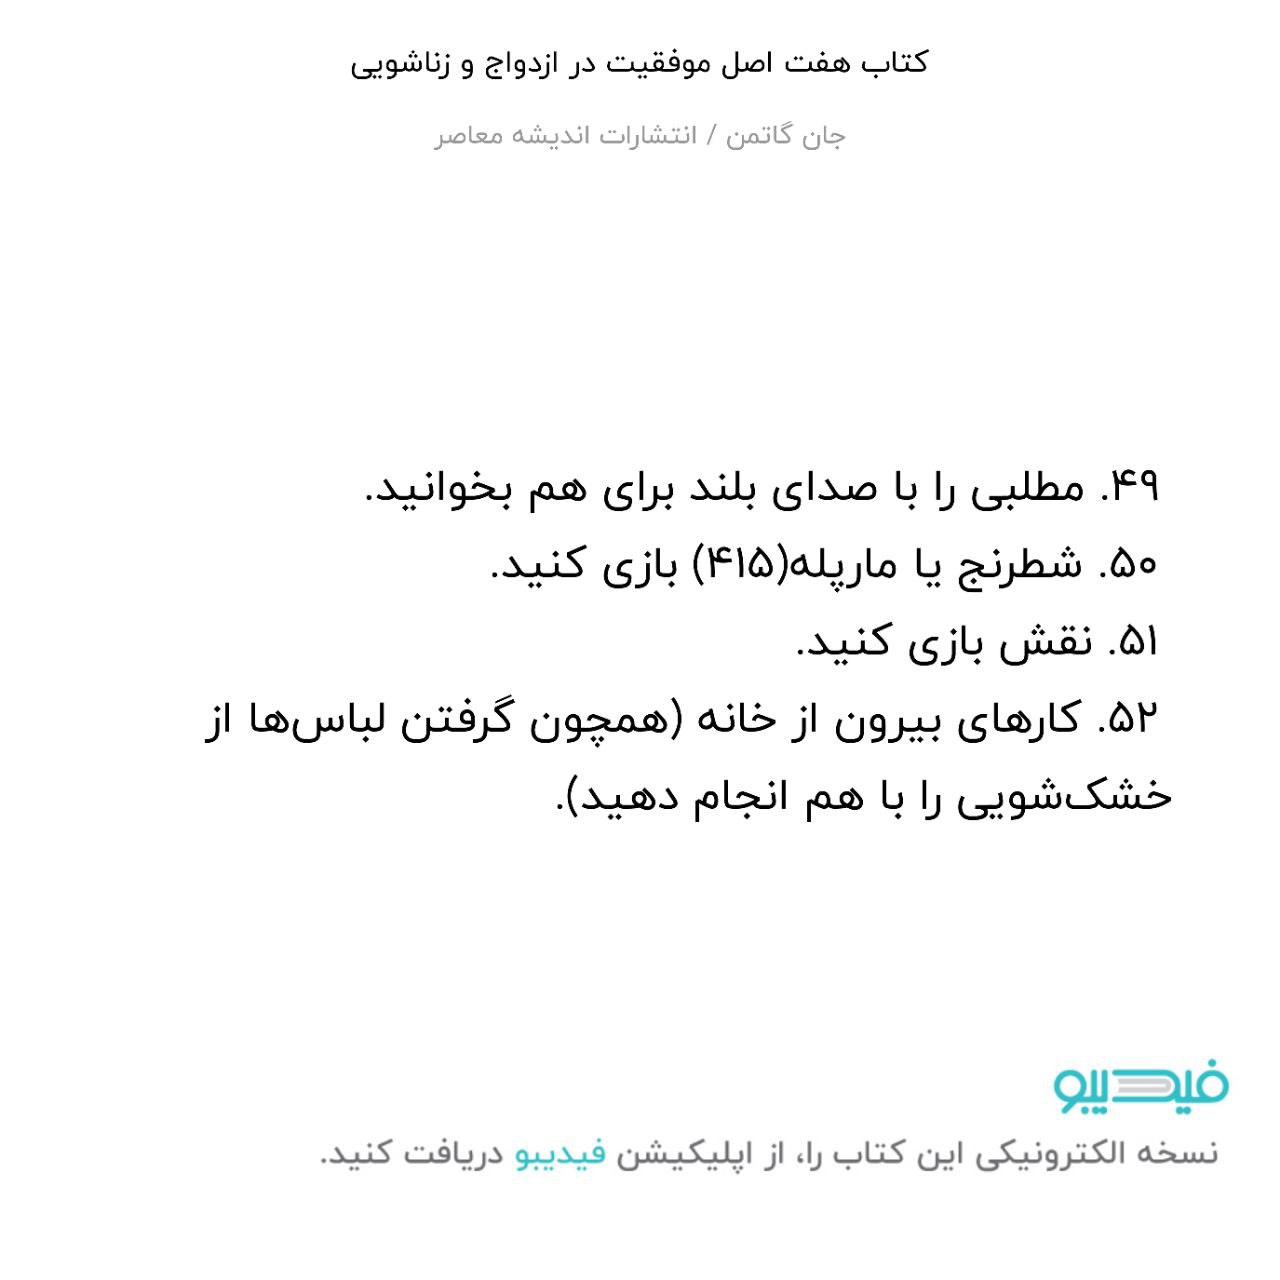 کتاب هفت اصل موفقیت در ازدواج و زناشویی
جان گاتمن / انتشارات اندیشه معاصر
۴۹. مطلبی را با صدای بلند برای هم بخوانید.
۵۰. شطرنج یا مارپله(۴۱۵) بازی کنید.
۵۱. نقش بازی کنید.
۵۲. کارهای بیرون از خانه (همچون گرفتن لباس‌ها از
خشک‌شویی را با هم انجام دهید).
فیدیبو
نسخه الکترونیکی این کتاب را، از اپلیکیشن فیدیبو دریافت کنید.